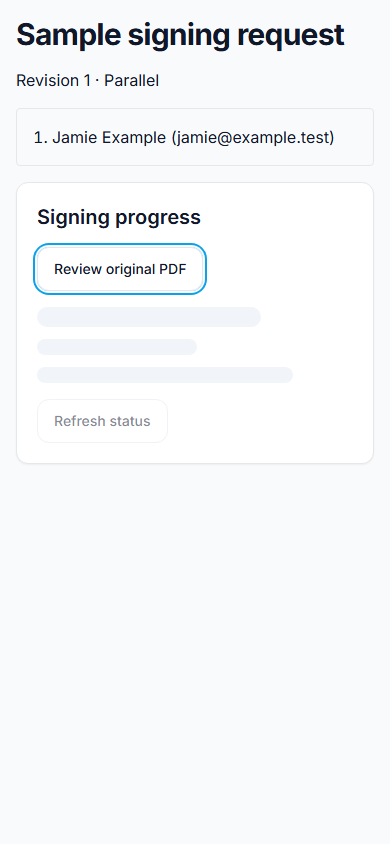 Sample signing request
Revision 1 · Parallel
1. Jamie Example (jamie@example.test)
Signing progress
Review original PDF
Refresh status